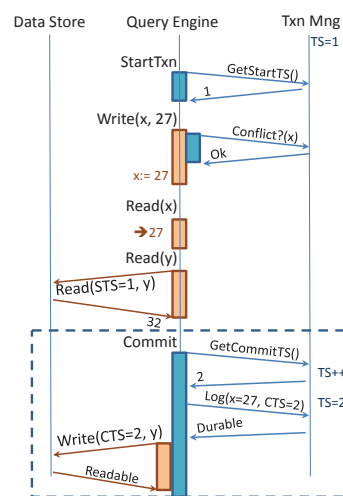 Data Store Query Engine Txn Mng
TS=1
StartTxn
GetStartTS()
1
Write(x, 27)
Conflict?(x)
Ok
x:= 27
Read(x)
➔27
Read(y)
Read(STS=1, y)
32
Commit
GetCommitTS()
2
TS++
Log(x=27, CTS=2)
TS=2
Durable
Write(CTS=2, y)
Readable